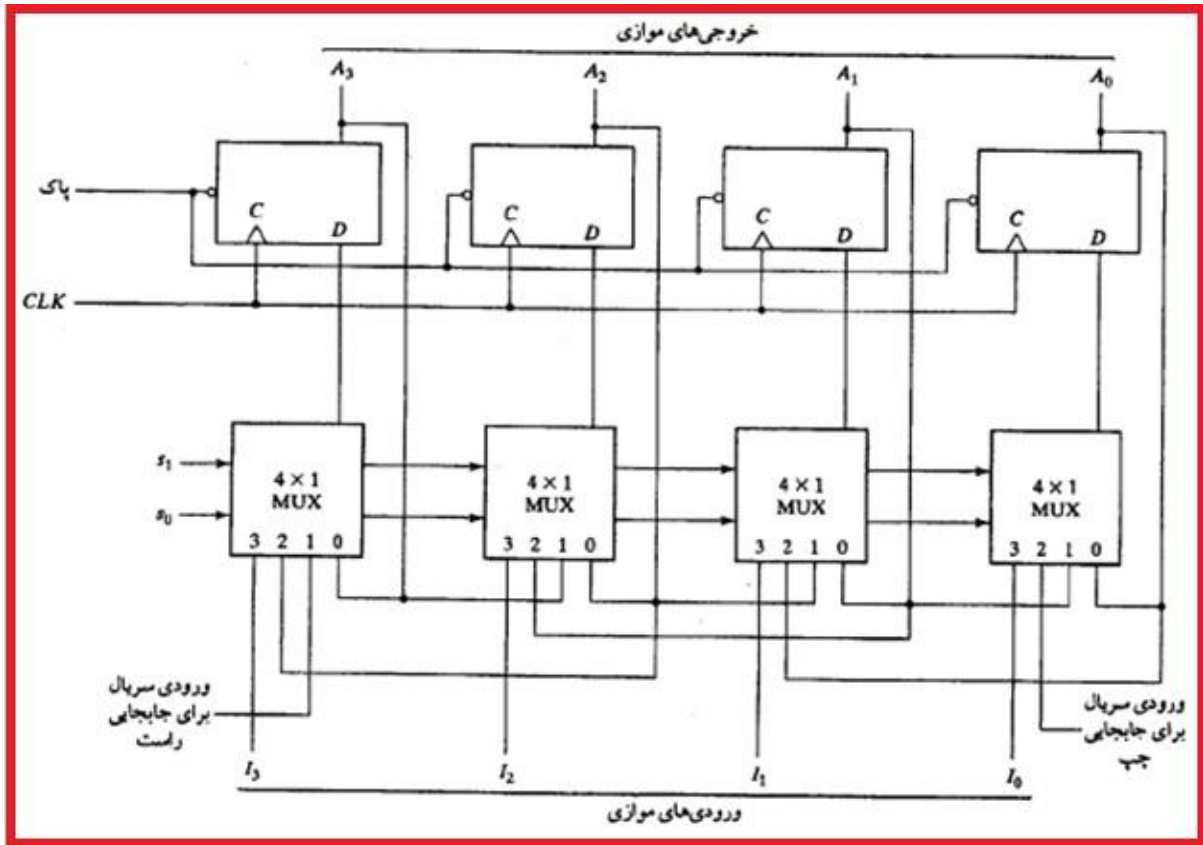 خروجی‌های موازی
A3 A2 A1 A0
پاک
C D C D C D C D
CLK
s1
s0
4 × 1
MUX
3 2 1 0
4 × 1
MUX
3 2 1 0
4 × 1
MUX
3 2 1 0
4 × 1
MUX
3 2 1 0
ورودی سریال
برای جابجایی
راست
ورودی سریال
برای جابجایی
چپ
I3 I2 I1 I0
ورودی‌های موازی